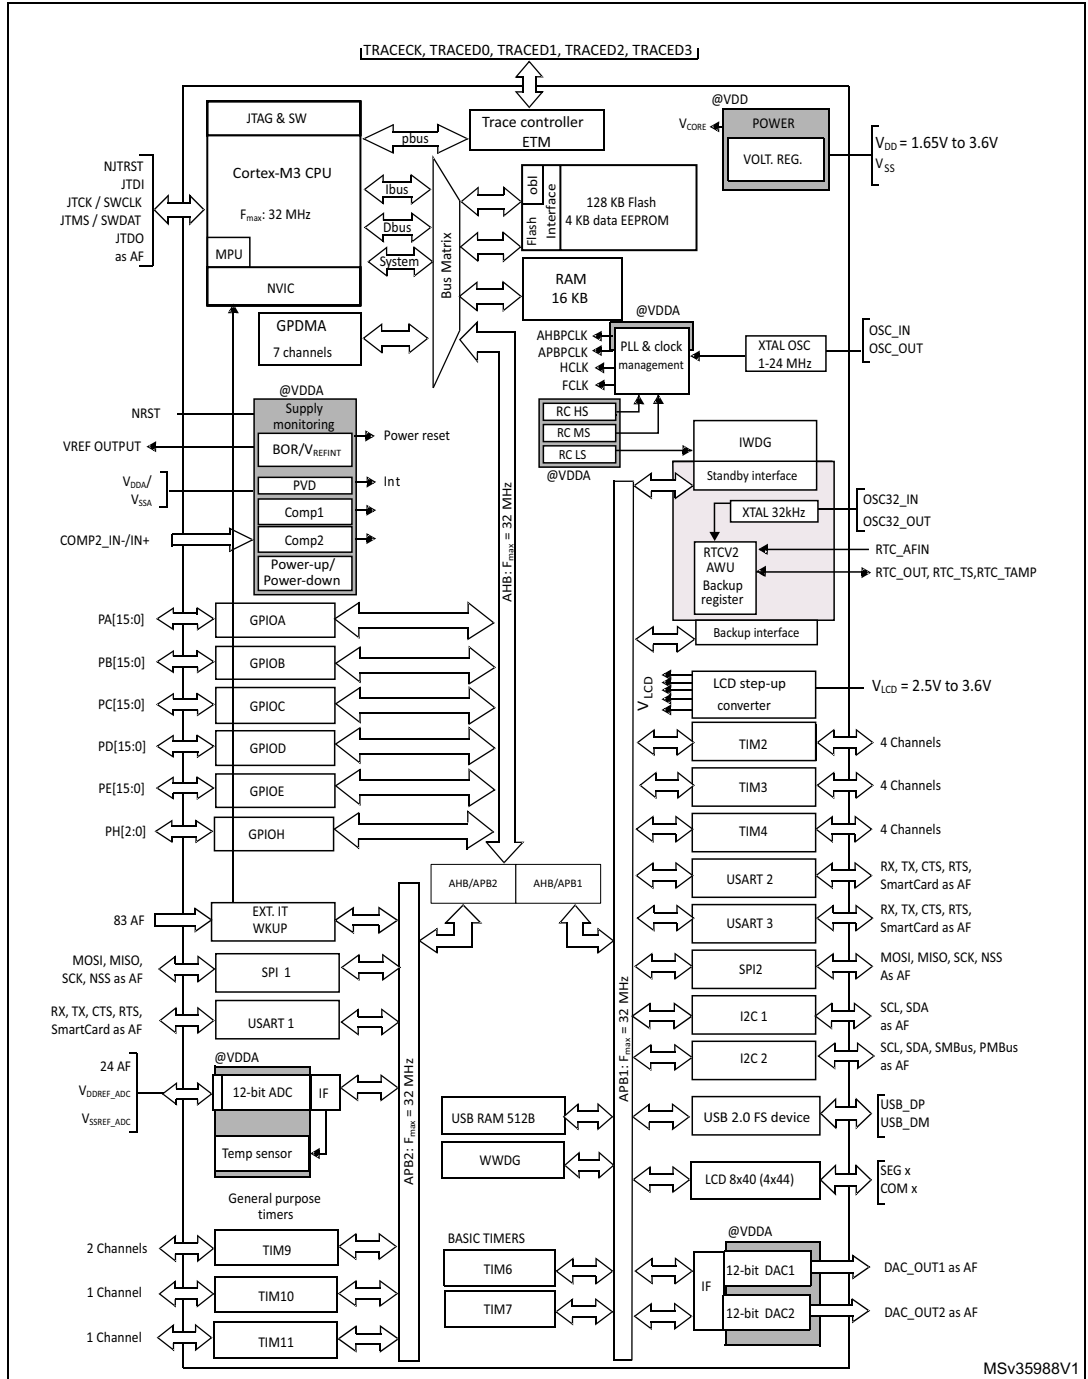 TRACECK, TRACED0, TRACED1, TRACED2, TRACED3
JTAG & SW
pbus
Trace controller
ETM
@VDD
POWER
VCORE
VOLT. REG.
VDD = 1.65V to 3.6V
VSS
NJTRST
JTDI
JTCK / SWCLK
JTMS / SWDAT
JTDO
as AF
Cortex-M3 CPU
Fmax: 32 MHz
MPU
NVIC
Ibus
Dbus
System
Bus Matrix
Flash
obl
Interface
128 KB Flash
4 KB data EEPROM
RAM
16 KB
GPDMA
7 channels
@VDDA
AHBPCLK
APBPCLK
HCLK
FCLK
PLL & clock
management
XTAL OSC
1-24 MHz
OSC_IN
OSC_OUT
RC HS
RC MS
RC LS
@VDDA
@VDDA
Supply
monitoring
NRST
VREF OUTPUT
BOR/VREFINT
Power reset
VDDA/
VSSA
PVD
Int
Comp1
COMP2_IN-/IN+
Comp2
Power-up/
Power-down
IWDG
Standby interface
XTAL 32kHz
OSC32_IN
OSC32_OUT
RTCV2
AWU
Backup
register
RTC_AFIN
RTC_OUT, RTC_TS,RTC_TAMP
Backup interface
AHB: Fmax = 32 MHz
PA[15:0]
GPIOA
PB[15:0]
GPIOB
PC[15:0]
GPIOC
PD[15:0]
GPIOD
PE[15:0]
GPIOE
PH[2:0]
GPIOH
VLCD
LCD step-up
converter
VLCD = 2.5V to 3.6V
TIM2
4 Channels
TIM3
4 Channels
TIM4
4 Channels
AHB/APB2
AHB/APB1
USART 2
RX, TX, CTS, RTS,
SmartCard as AF
USART 3
RX, TX, CTS, RTS,
SmartCard as AF
SPI2
MOSI, MISO, SCK, NSS
As AF
I2C 1
SCL, SDA
as AF
I2C 2
SCL, SDA, SMBus, PMBus
as AF
83 AF
EXT. IT
WKUP
MOSI, MISO,
SCK, NSS as AF
SPI 1
RX, TX, CTS, RTS,
SmartCard as AF
USART 1
@VDDA
24 AF
VDDREF_ADC
VSSREF_ADC
12-bit ADC
IF
Temp sensor
APB2: Fmax = 32 MHz
APB1: Fmax = 32 MHz
USB RAM 512B
USB 2.0 FS device
USB_DP
USB_DM
WWDG
LCD 8x40 (4x44)
SEG x
COM x
General purpose
timers
2 Channels
TIM9
1 Channel
TIM10
1 Channel
TIM11
BASIC TIMERS
TIM6
TIM7
@VDDA
IF
12-bit DAC1
DAC_OUT1 as AF
12-bit DAC2
DAC_OUT2 as AF
MSv35988V1